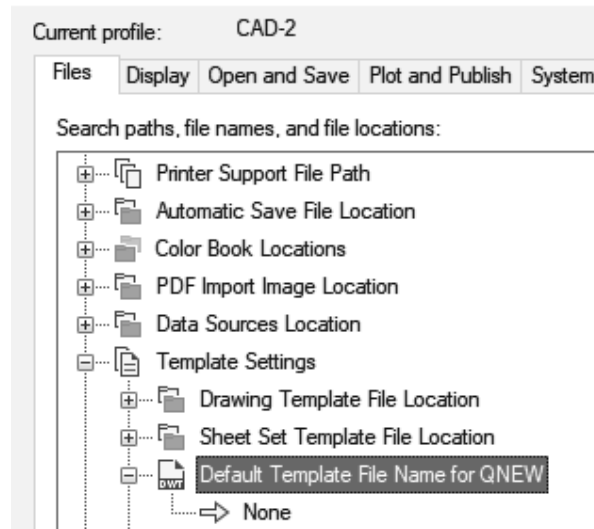 Current profile: CAD-2
Files Display Open and Save Plot and Publish System
Search paths, file names, and file locations:
Printer Support File Path
Automatic Save File Location
Color Book Locations
PDF Import Image Location
Data Sources Location
Template Settings
Drawing Template File Location
Sheet Set Template File Location
DWT Default Template File Name for QNEW
None